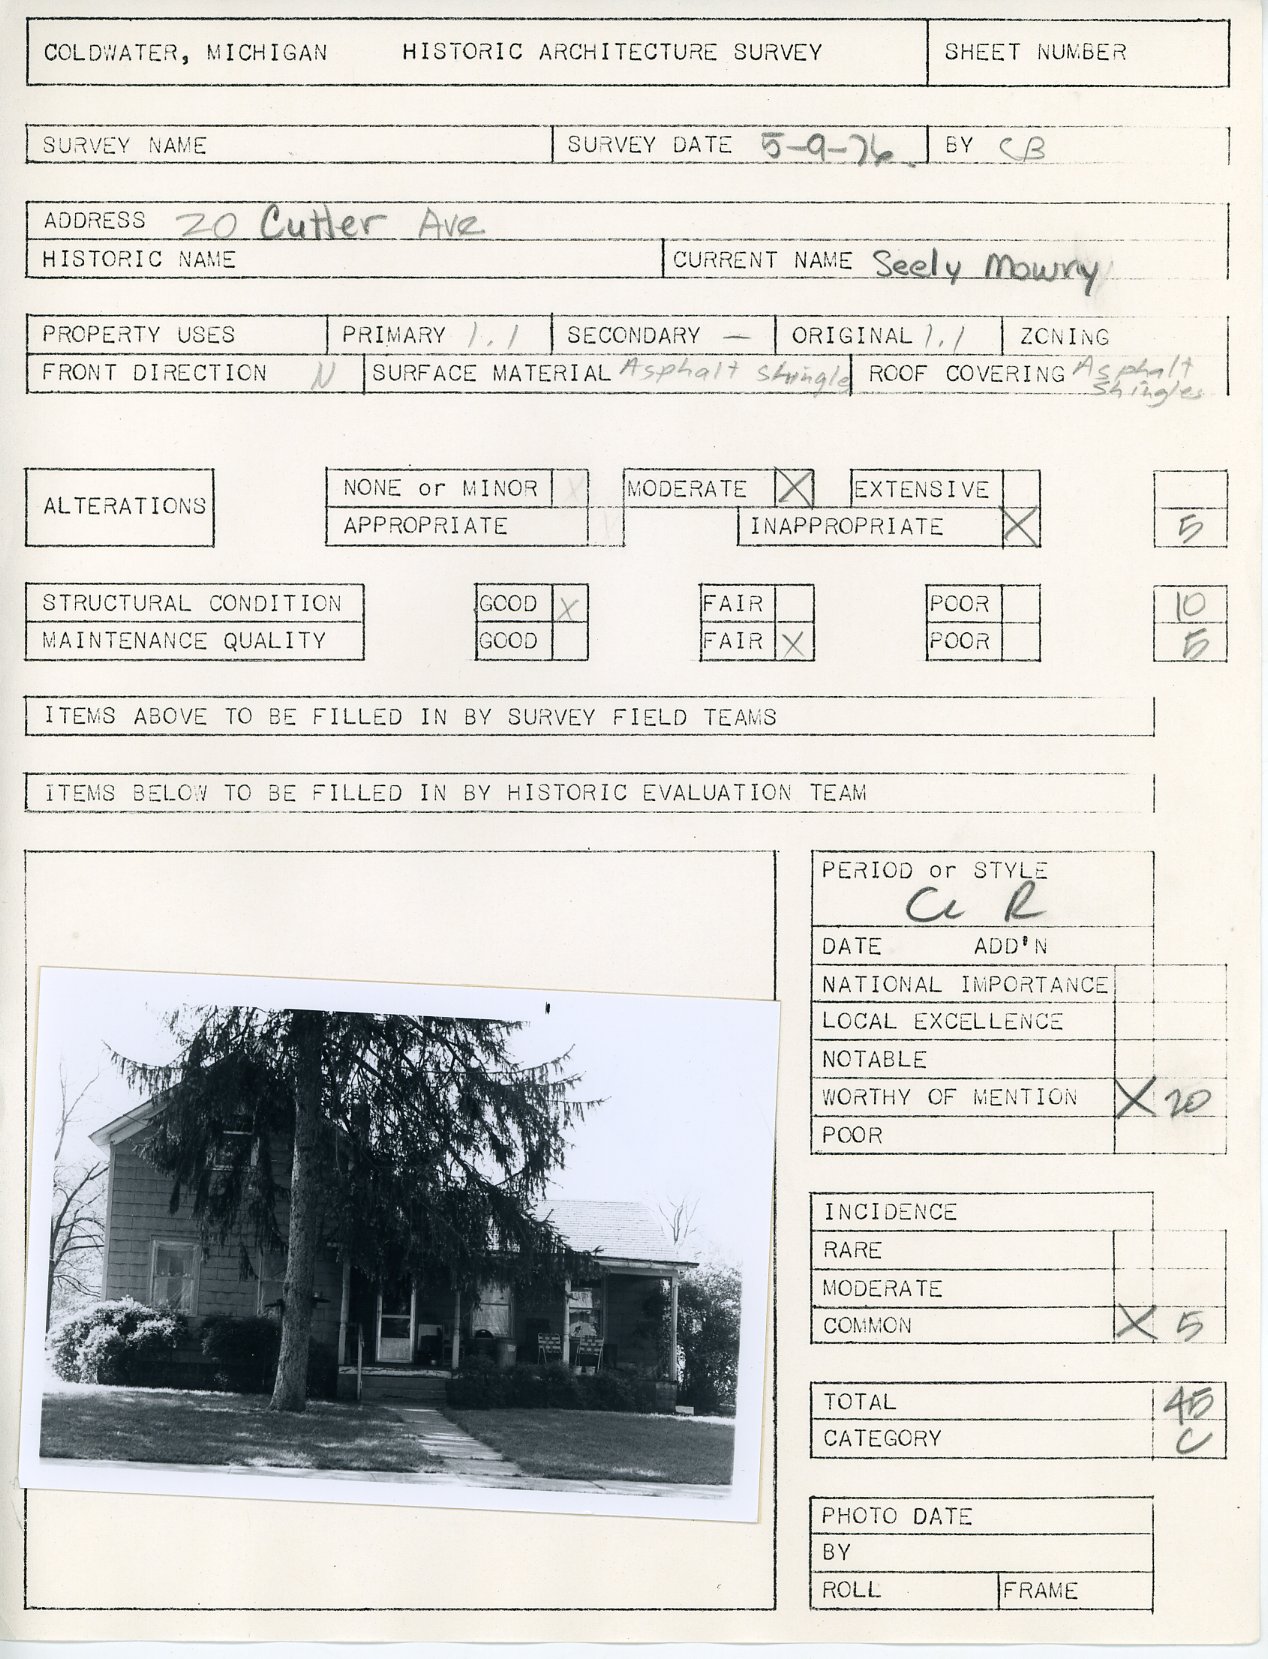 COLDWATER, MICHIGAN HISTORIC ARCHITECTURE SURVEY SHEET NUMBER
SURVEY NAME SURVEY DATE 5-9-76 BY CB
ADDRESS 20 Cutler Ave
HISTORIC NAME CURRENT NAME Seely Mowry
PROPERTY USES PRIMARY 1.1 SECONDARY — ORIGINAL 1.1 ZONING
FRONT DIRECTION N SURFACE MATERIAL Asphalt shingle ROOF COVERING Asphalt
Shingles
ALTERATIONS NONE or MINOR MODERATE X EXTENSIVE
APPROPRIATE INAPPROPRIATE X 5
STRUCTURAL CONDITION GOOD X FAIR POOR 10
MAINTENANCE QUALITY GOOD FAIR X POOR 5
ITEMS ABOVE TO BE FILLED IN BY SURVEY FIELD TEAMS
ITEMS BELOW TO BE FILLED IN BY HISTORIC EVALUATION TEAM
PERIOD or STYLE
R
DATE ADD'N
NATIONAL IMPORTANCE
LOCAL EXCELLENCE
NOTABLE
WORTHY OF MENTION X 20
POOR
INCIDENCE
RARE
MODERATE
COMMON X 5
TOTAL 45
CATEGORY C
PHOTO DATE
BY
ROLL FRAME